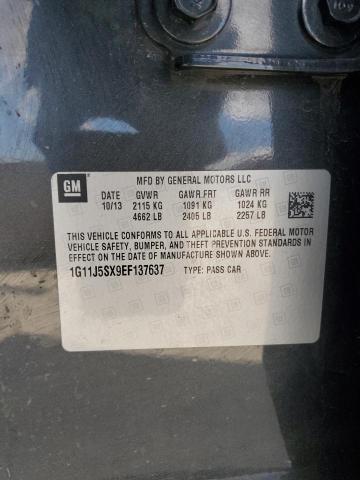 GM
MFD BY GENERAL MOTORS LLC
DATE GVWR GAWR FRT GAWR RR
10/13 2115 KG 1091 KG 1024 KG
4662 LB 2405 LB 2257 LB
THIS VEHICLE CONFORMS TO ALL APPLICABLE U.S. FEDERAL MOTOR
VEHICLE SAFETY, BUMPER, AND THEFT PREVENTION STANDARDS
IN EFFECT ON THE DATE OF MANUFACTURE SHOWN ABOVE.
1G11J5SX9EF137637 TYPE: PASS CAR